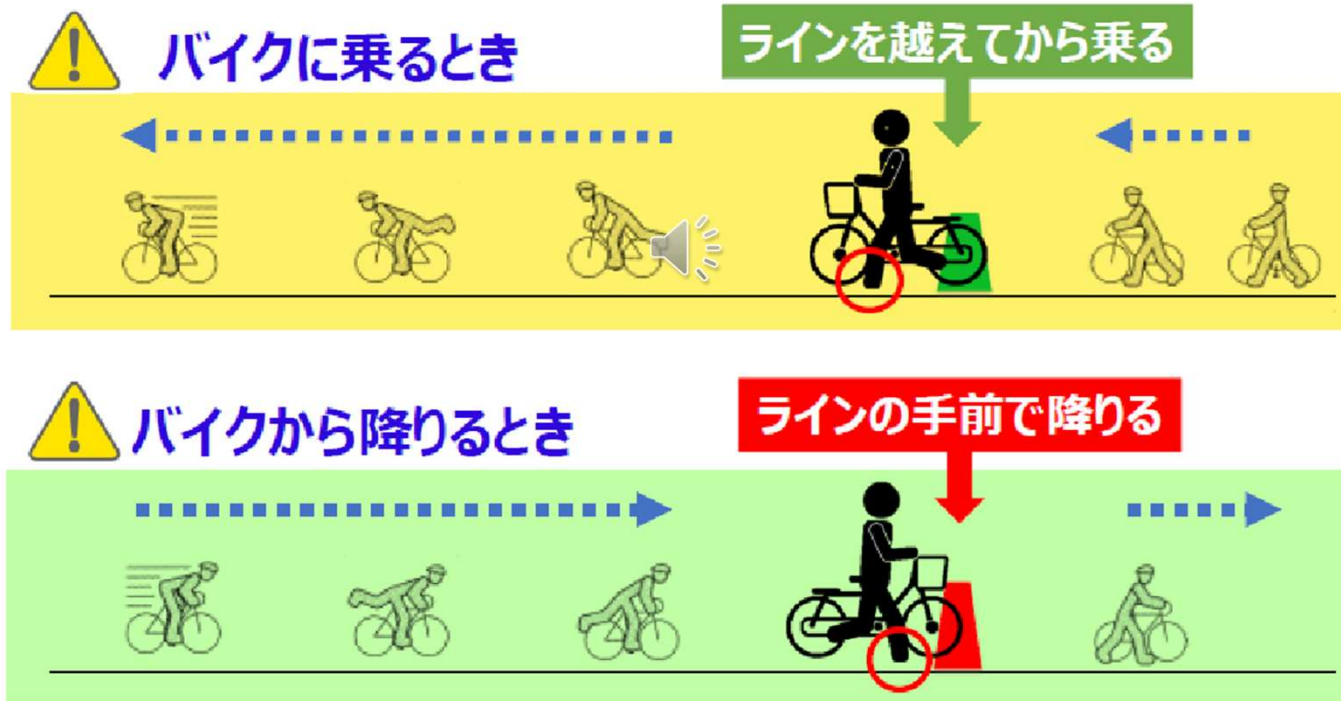 バイクに乗るとき
ラインを越えてから乗る
バイクから降りるとき
ラインの手前で降りる